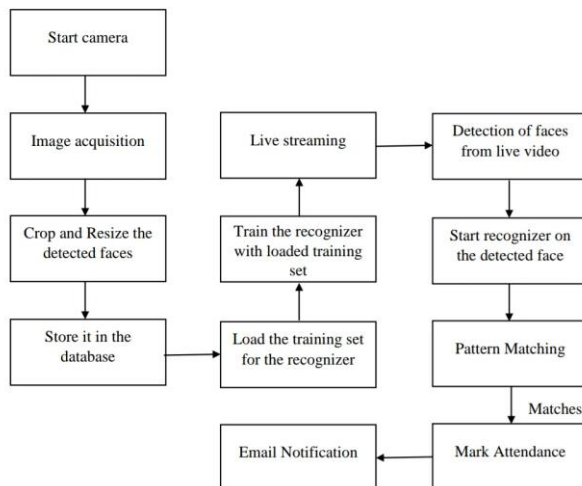 Start camera
Image acquisition
Crop and Resize the
detected faces
Store it in the
database
Load the training set
for the recognizer
Train the recognizer
with loaded training
set
Live streaming
Detection of faces
from live video
Start recognizer on
the detected face
Pattern Matching
Matches
Mark Attendance
Email Notification